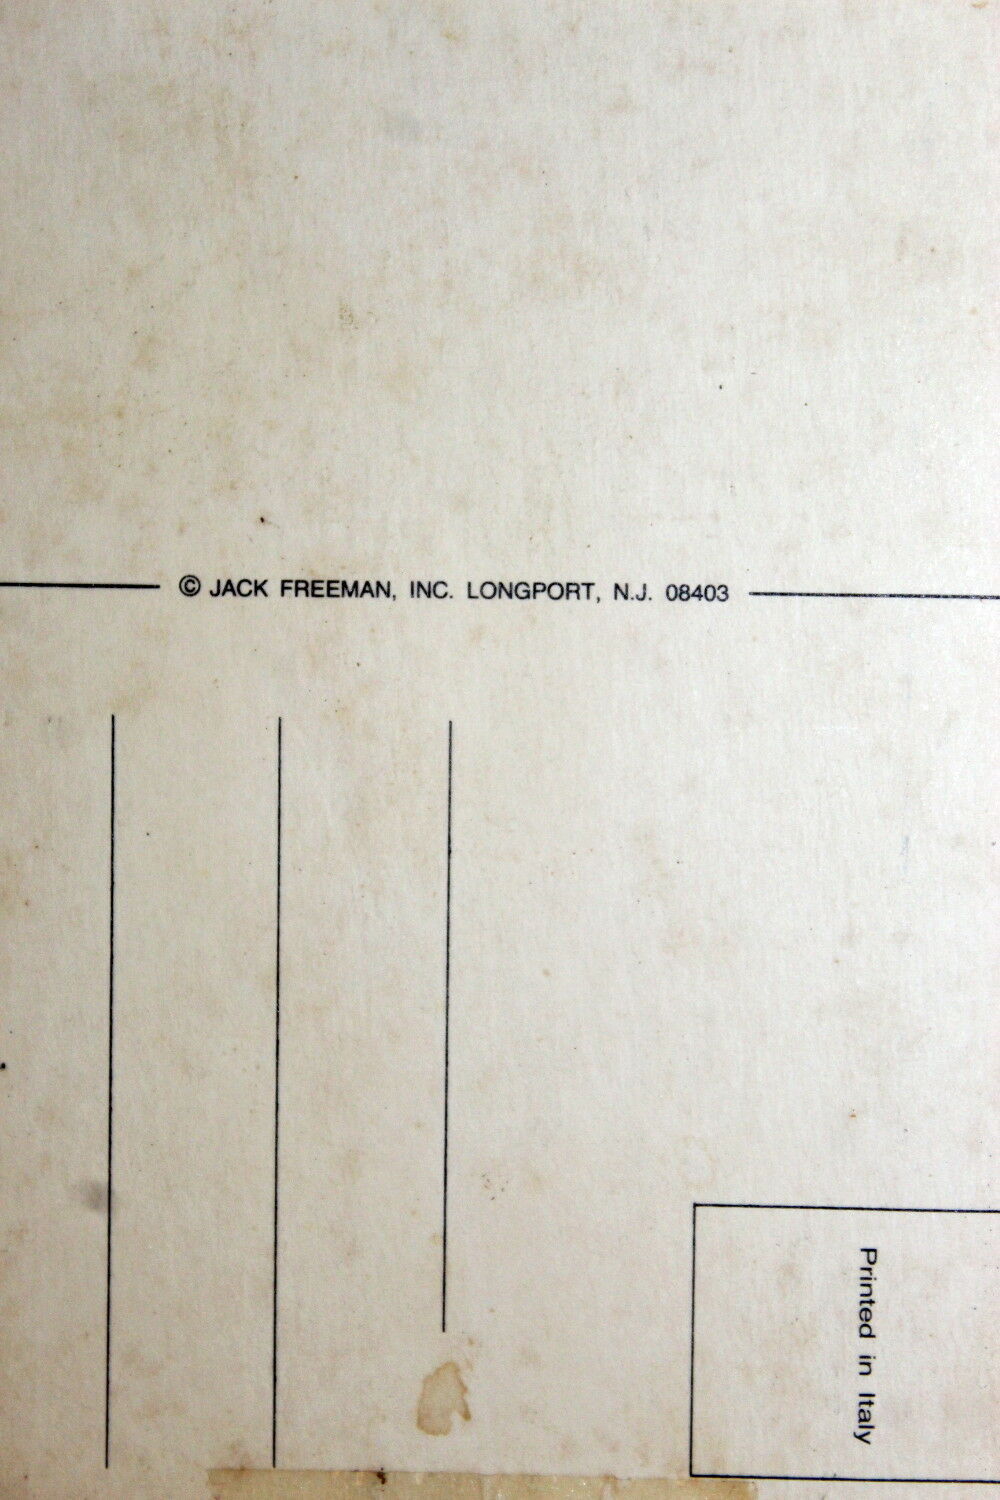 © JACK FREEMAN, INC. LONGPORT, N.J. 08403
Printed in Italy